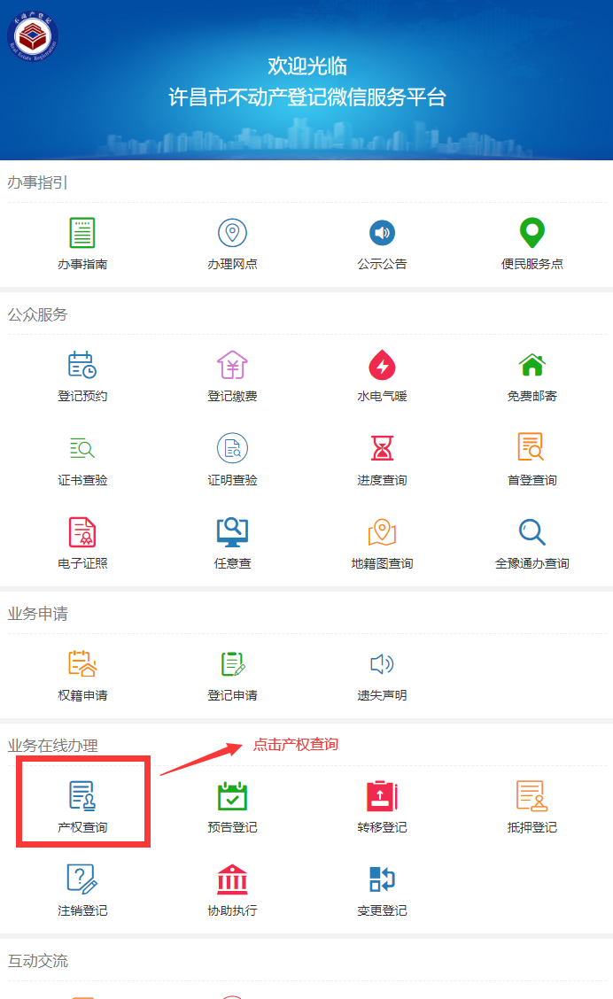 不动产登记
Real Estate Registration
欢迎光临
许昌市不动产登记微信服务平台
办事指引
办事指南 办理网点 公示公告 便民服务点
公众服务
登记预约 登记缴费 水电气暖 免费邮寄
证书查验 证明查验 进度查询 首登查询
电子证照 任意查 地籍图查询 全豫通办查询
业务申请
权籍申请 登记申请 遗失声明
业务在线办理
点击产权查询
产权查询 预告登记 转移登记 抵押登记
注销登记 协助执行 变更登记
互动交流